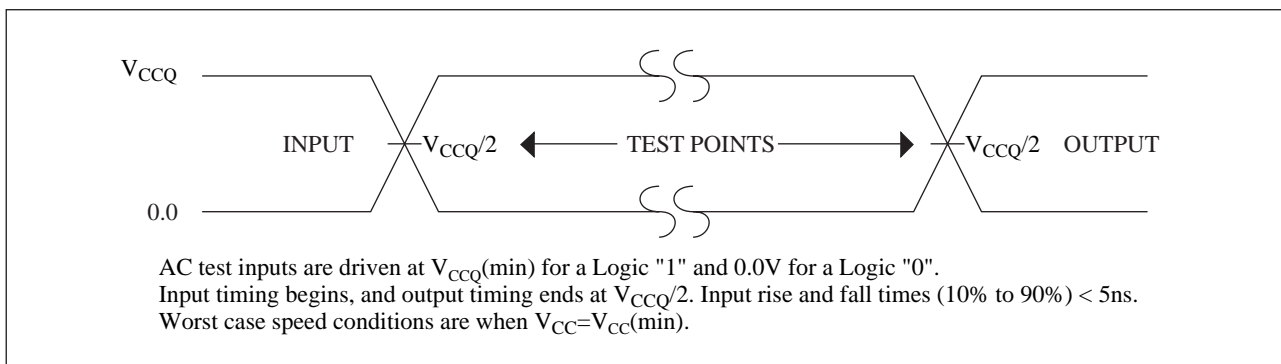 VCCQ
INPUT VCCQ/2 TEST POINTS VCCQ/2 OUTPUT
0.0
AC test inputs are driven at VCCQ(min) for a Logic "1" and 0.0V for a Logic "0".
Input timing begins, and output timing ends at VCCQ/2. Input rise and fall times (10% to 90%) < 5ns.
Worst case speed conditions are when VCC=VCC(min).